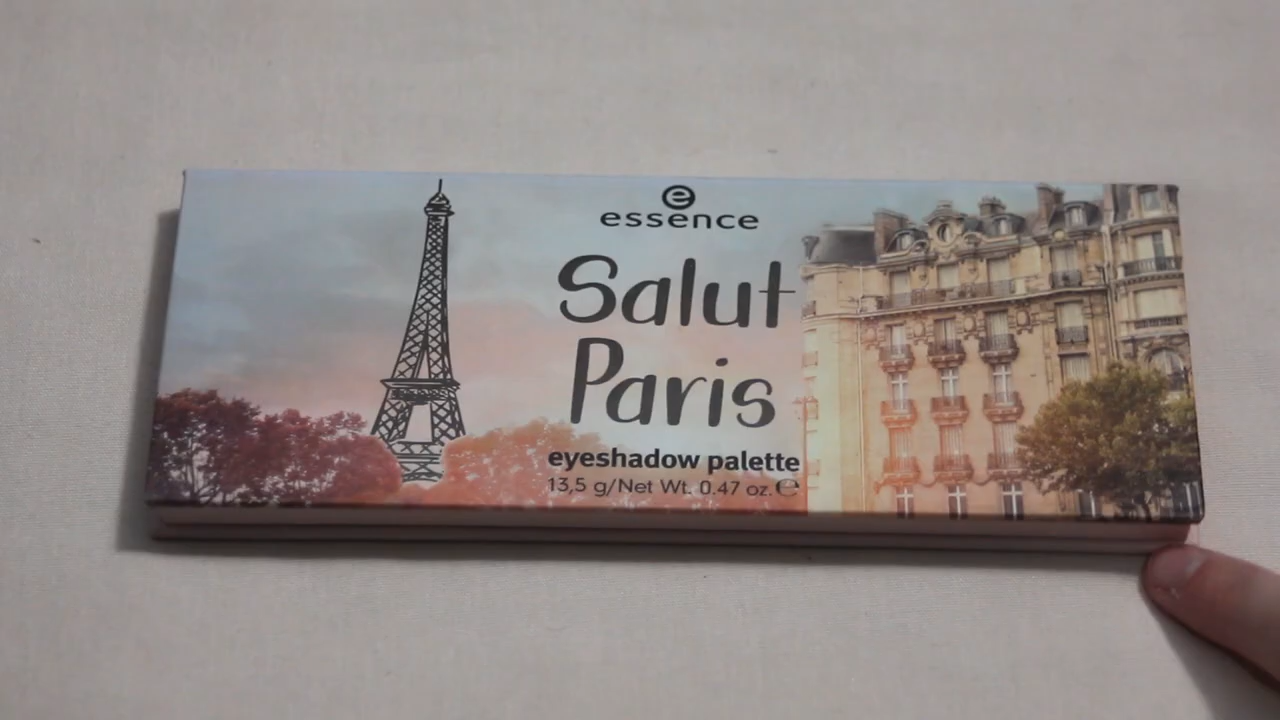 e
essence
Salut
Paris
eyeshadow palette
13,5 g/Net Wt. 0.47 oz. ℮